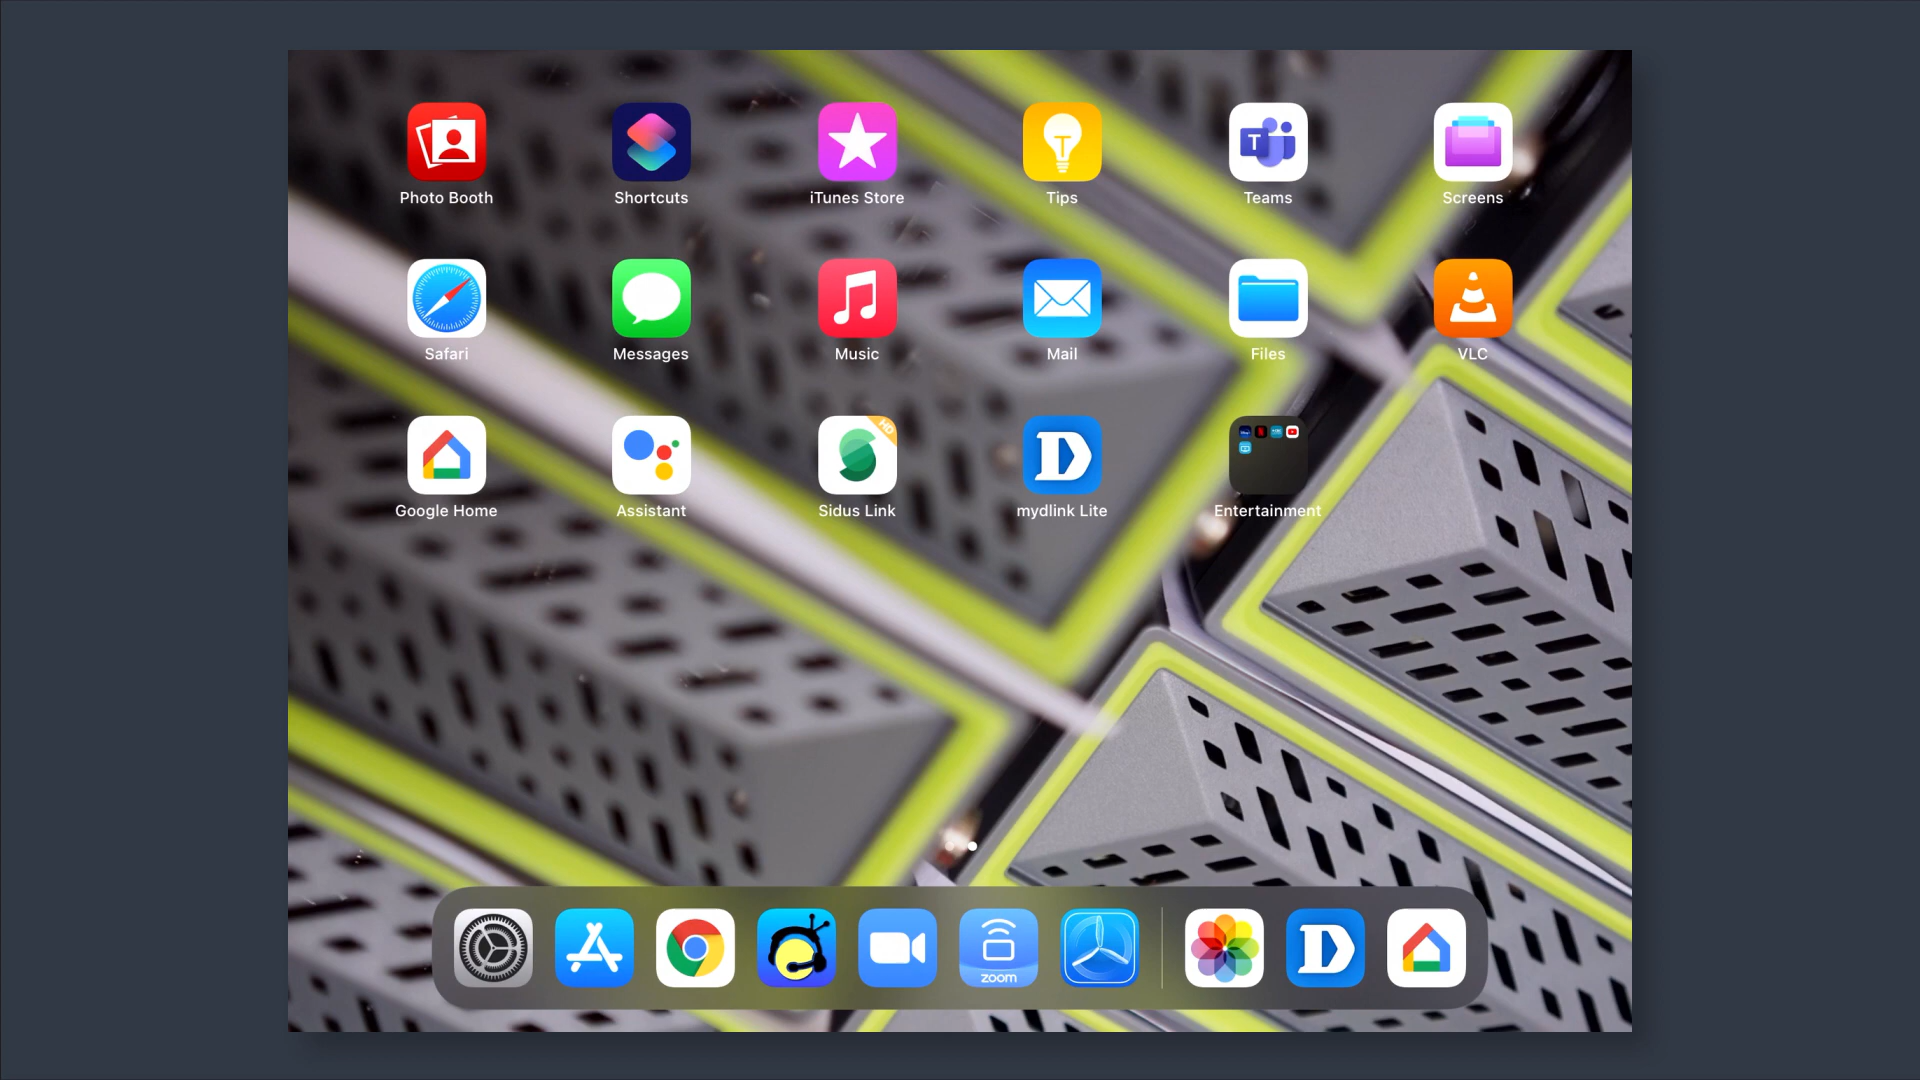 Photo Booth
Shortcuts
iTunes Store
Tips
T
Teams
Screens
Safari
Messages
Music
Mail
Files
VLC
Google Home
Assistant
HD
Sidus Link
D
mydlink Lite
Entertainment
zoom
D